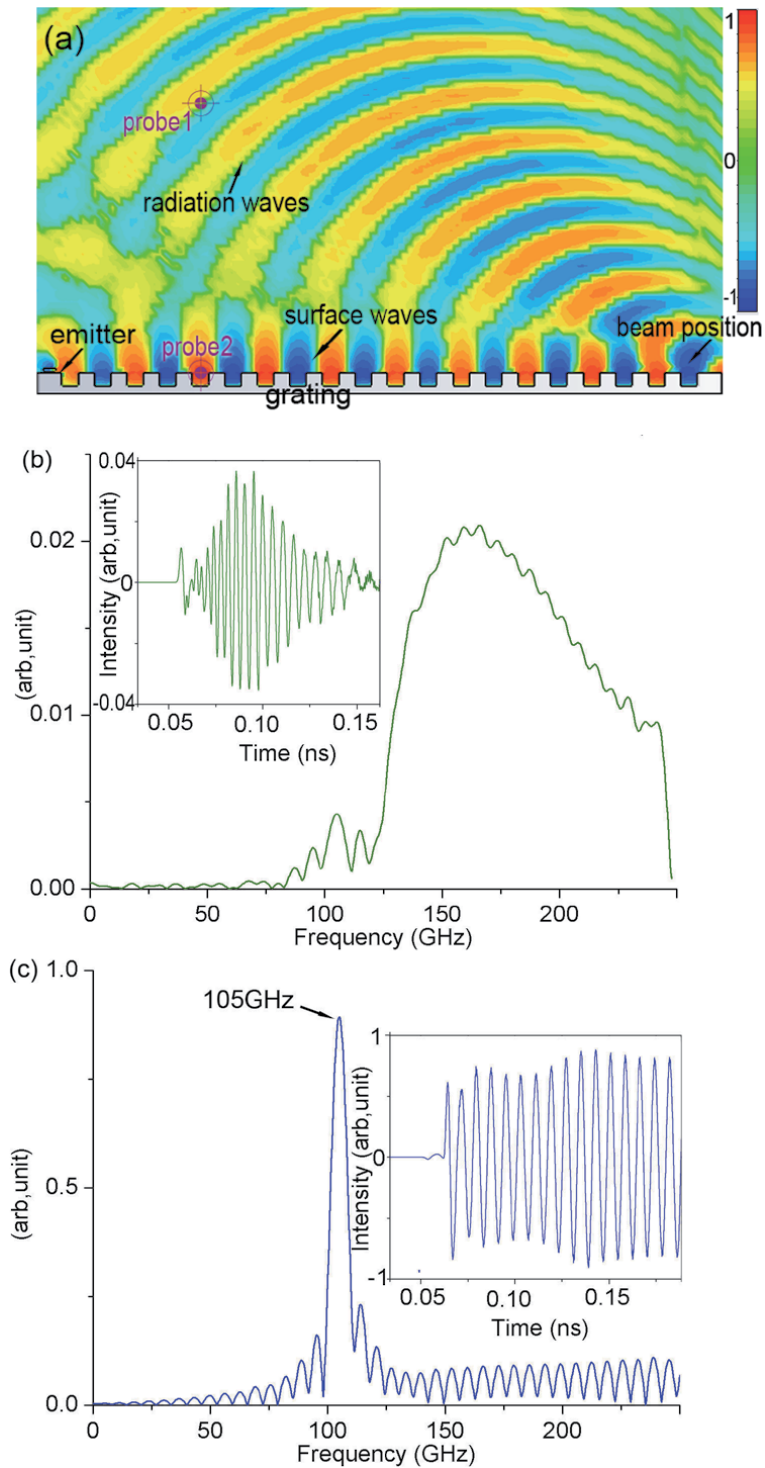 (a)
1
0
-1
probe1
radiation waves
emitter
probe2
surface waves
beam position
grating
(b)
0.04
0
-0.04
Intensity (arb,unit)
0.05 0.10 0.15
Time (ns)
0.02
0.01
0.00
(arb,unit)
0 50 100 150 200
Frequency (GHz)
(c)
1.0
0.5
0.0
(arb,unit)
105GHz
1
0
-1
Intensity (arb,unit)
0.05 0.10 0.15
Time (ns)
0 50 100 150 200
Frequency (GHz)